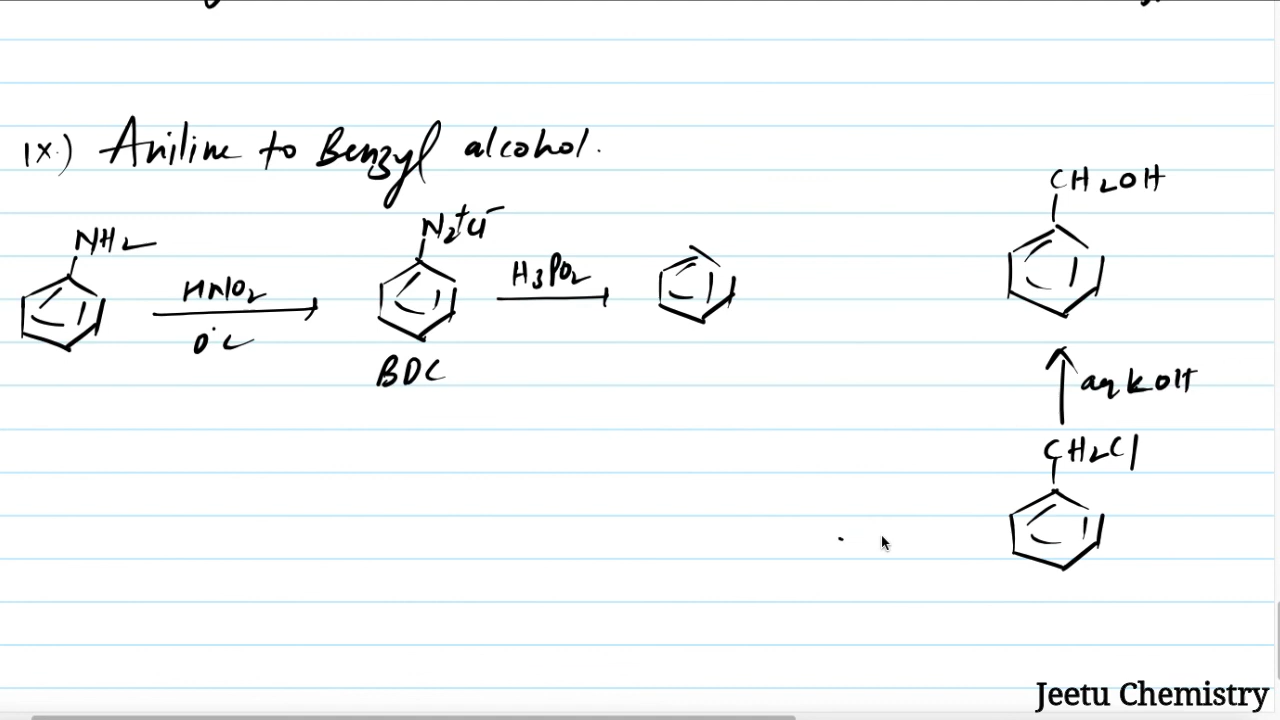 IX.) Aniline to Benzyl alcohol.
CH2OH
NH2
N2+Cl-
HNO2
0°C
H3PO2
BDC
aq KOH
CH2Cl
Jeetu Chemistry